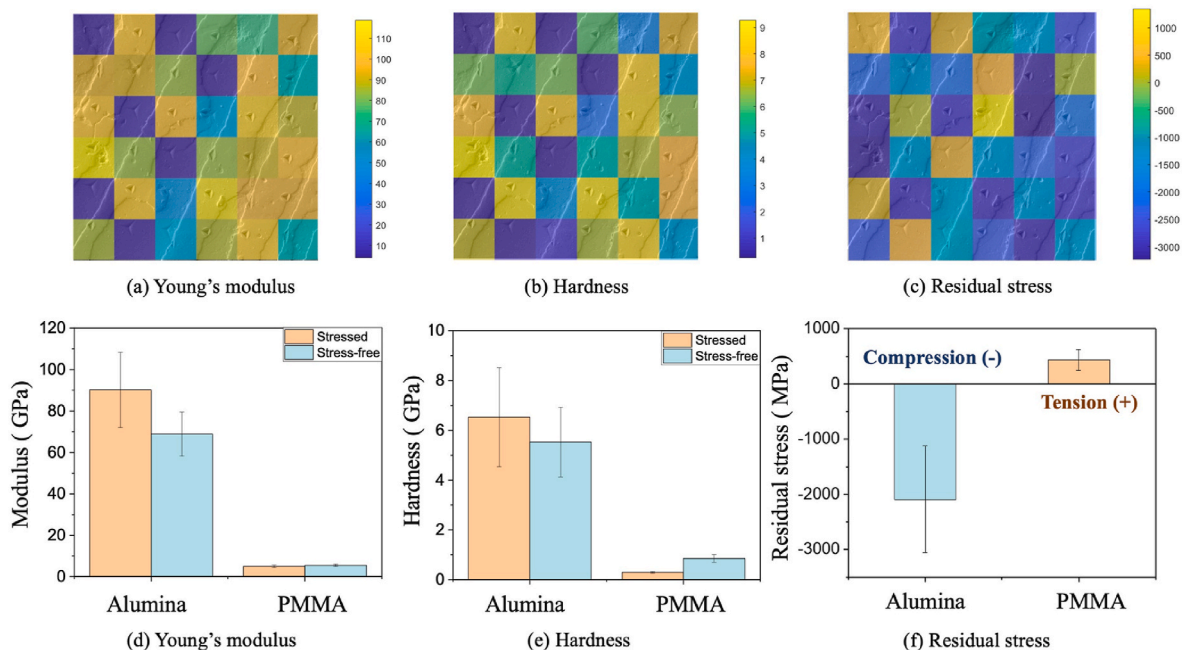 110
100
90
80
70
60
50
40
30
20
10
(a) Young's modulus
9
8
7
6
5
4
3
2
1
(b) Hardness
1000
500
0
-500
-1000
-1500
-2000
-2500
-3000
(c) Residual stress
Modulus ( GPa)
120
100
80
60
40
20
0
Stressed
Stress-free
Alumina
PMMA
(d) Young's modulus
Hardness ( GPa)
10
8
6
4
2
0
Stressed
Stress-free
Alumina
PMMA
(e) Hardness
Residual stress ( MPa)
1000
0
-1000
-2000
-3000
Compression (-)
Tension (+)
Alumina
PMMA
(f) Residual stress